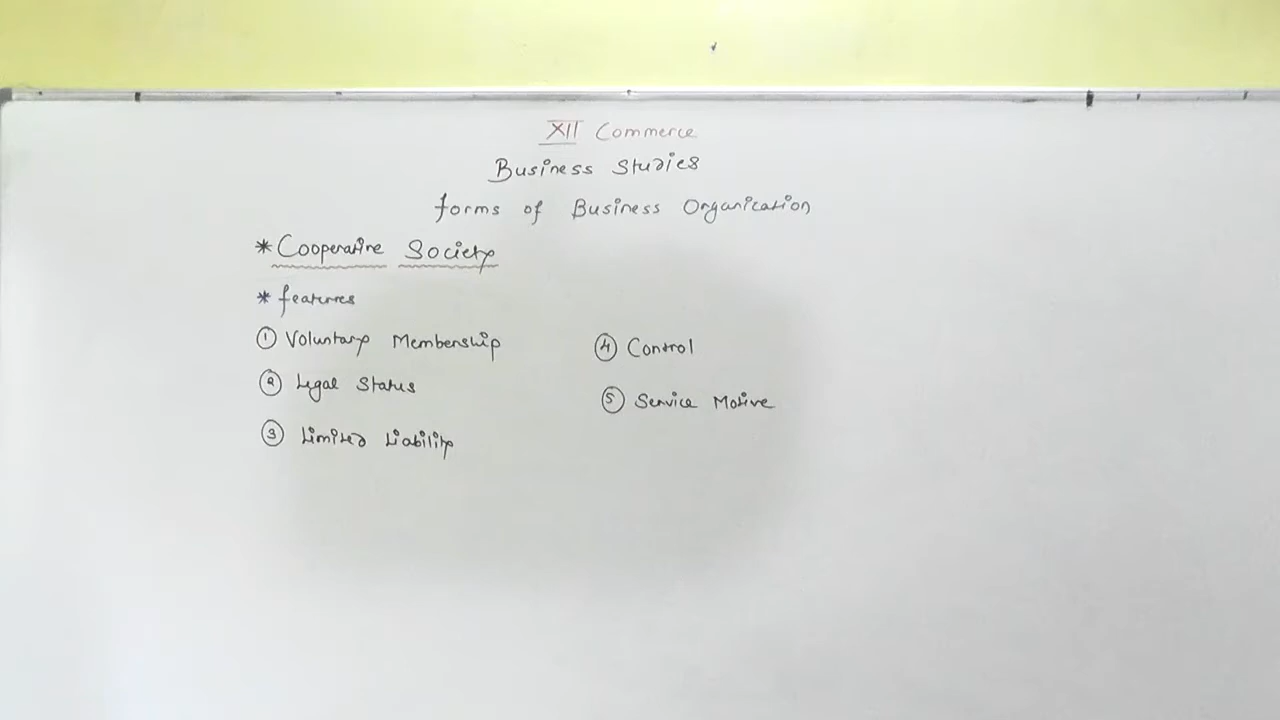 XII Commerce
Business Studies
forms of Business Organization
* Cooperative Society
* features
① Voluntary Membership
② Legal Status
③ Limited Liability
④ Control
⑤ Service Motive